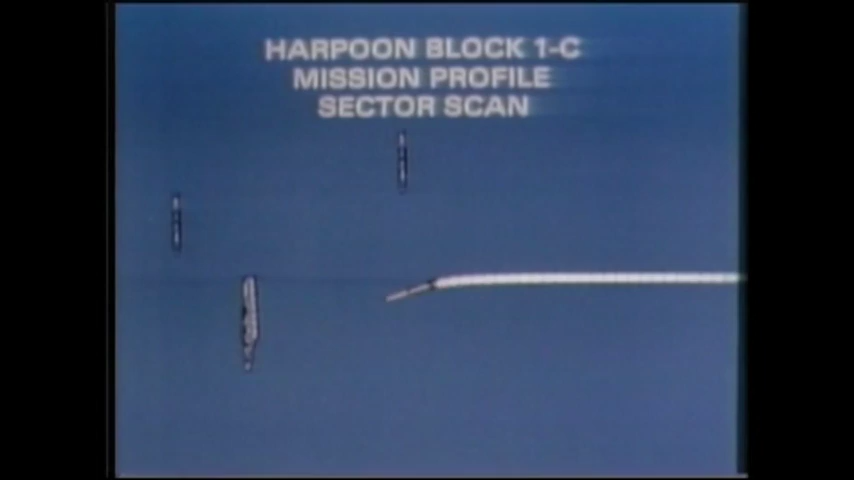 HARPOON BLOCK 1-C
MISSION PROFILE
SECTOR SCAN